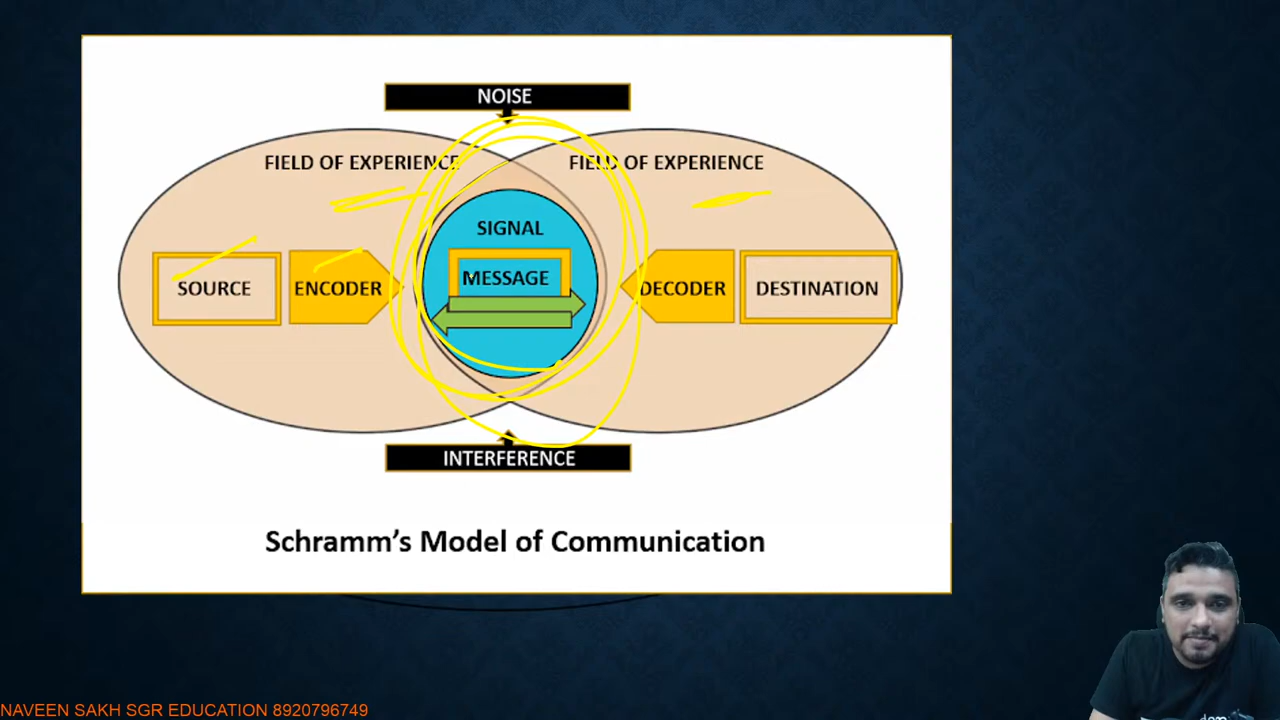 NOISE
FIELD OF EXPERIENCE
FIELD OF EXPERIENCE
SIGNAL
MESSAGE
SOURCE
ENCODER
DECODER
DESTINATION
INTERFERENCE
Schramm's Model of Communication
NAVEEN SAKH SGR EDUCATION 8920796749